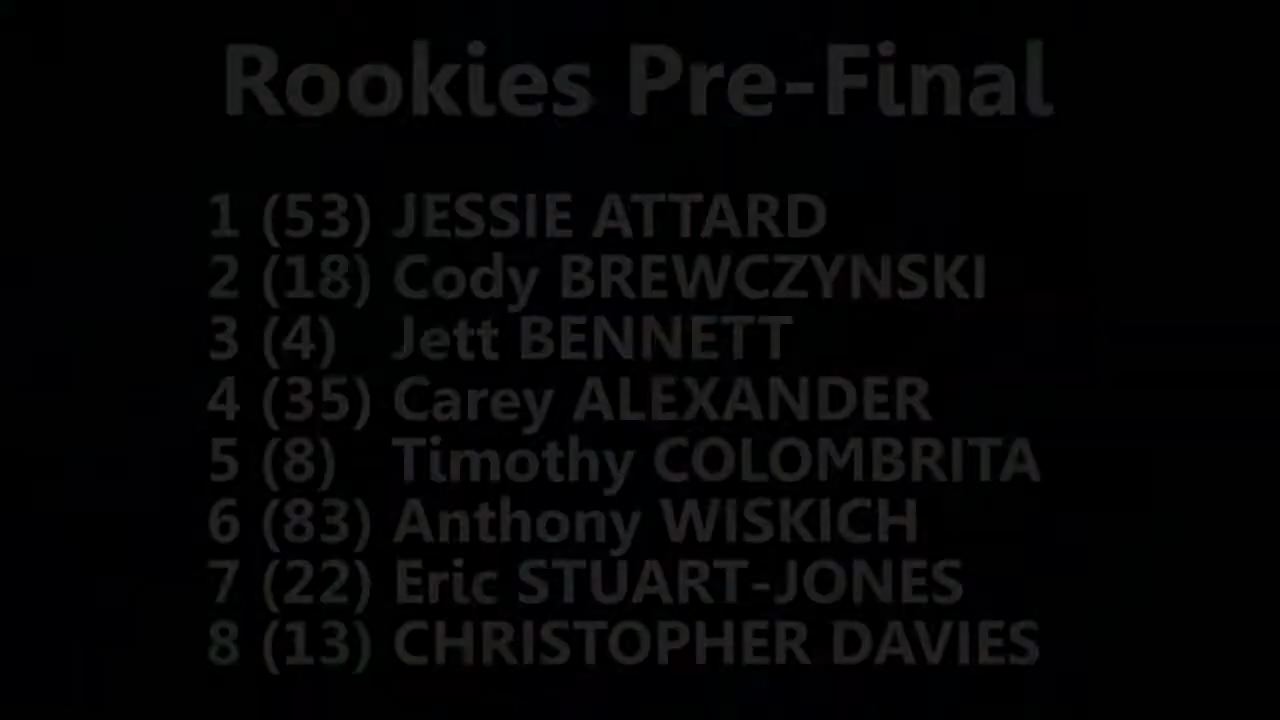 Rookies Pre-Final
1 (53) JESSIE ATTARD
2 (18) Cody BREWCZYNSKI
3 (4) Jett BENNETT
4 (35) Carey ALEXANDER
5 (8) Timothy COLOMBRITA
6 (83) Anthony WISKICH
7 (22) Eric STUART-JONES
8 (13) CHRISTOPHER DAVIES